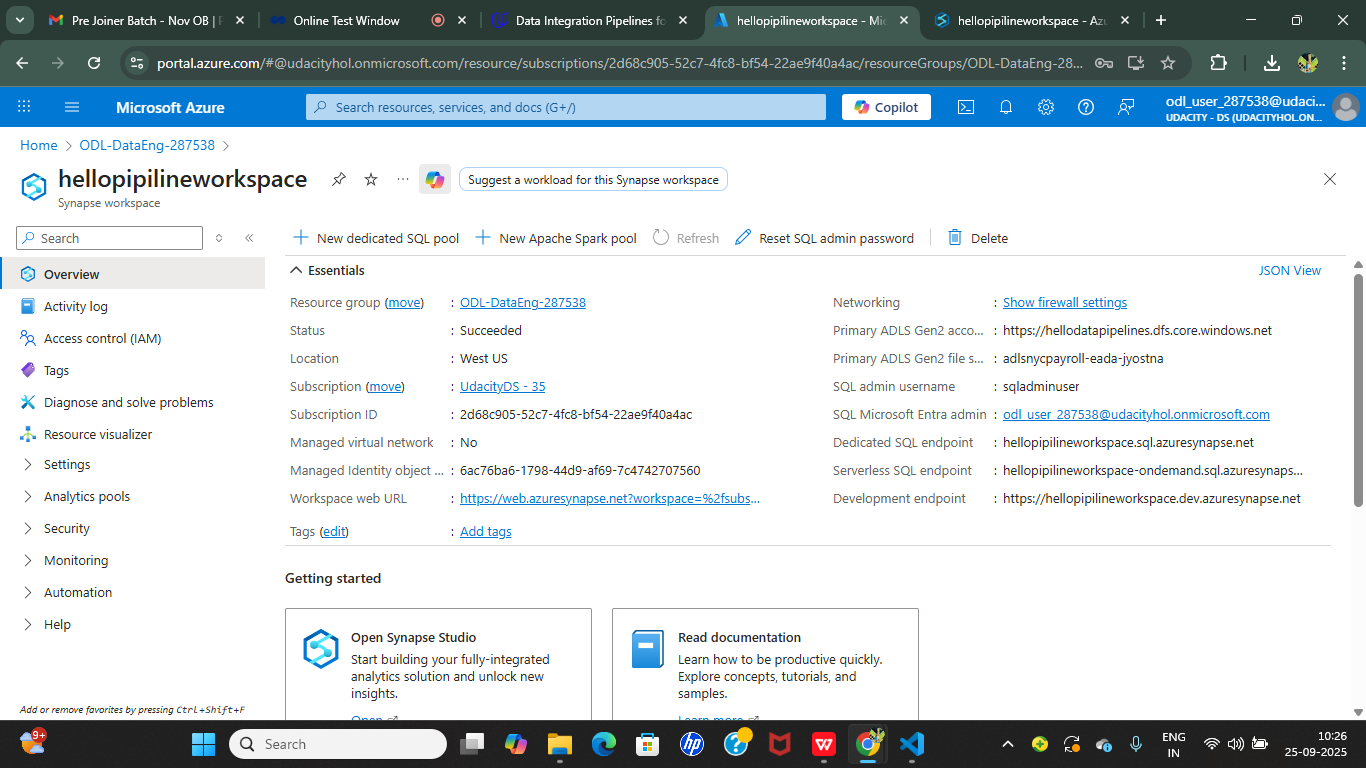 Pre Joiner Batch - Nov OB | F
Online Test Window
Data Integration Pipelines fo
hellopipilineworkspace - Mic
hellopipilineworkspace - Azu
portal.azure.com/#@udacityhol.onmicrosoft.com/resource/subscriptions/2d68c905-52c7-4fc8-bf54-22ae9f40a4ac/resourceGroups/ODL-DataEng-28...
Microsoft Azure
Search resources, services, and docs (G+/)
Copilot
odl_user_287538@udaci...
UDACITY - DS (UDACITYHOL.ON...
Home > ODL-DataEng-287538 >
hellopipilineworkspace
Suggest a workload for this Synapse workspace
Synapse workspace
Search
New dedicated SQL pool
New Apache Spark pool
Refresh
Reset SQL admin password
Delete
Overview
Activity log
Access control (IAM)
Tags
Diagnose and solve problems
Resource visualizer
Settings
Analytics pools
Security
Monitoring
Automation
Help
Add or remove favorites by pressing Ctrl+Shift+F
Essentials
JSON View
Resource group (move) : ODL-DataEng-287538
Status : Succeeded
Location : West US
Subscription (move) : UdacityDS - 35
Subscription ID : 2d68c905-52c7-4fc8-bf54-22ae9f40a4ac
Managed virtual network : No
Managed Identity object ... : 6ac76ba6-1798-44d9-af69-7c4742707560
Workspace web URL : https://web.azuresynapse.net?workspace=%2fsubs...
Tags (edit) : Add tags
Networking : Show firewall settings
Primary ADLS Gen2 acco... : https://hellodatapipelines.dfs.core.windows.net
Primary ADLS Gen2 file s... : adlsnycpayroll-eada-jyostna
SQL admin username : sqladminuser
SQL Microsoft Entra admin : odl_user_287538@udacityhol.onmicrosoft.com
Dedicated SQL endpoint : hellopipilineworkspace.sql.azuresynapse.net
Serverless SQL endpoint : hellopipilineworkspace-ondemand.sql.azuresynaps...
Development endpoint : https://hellopipilineworkspace.dev.azuresynapse.net
Getting started
Open Synapse Studio
Start building your fully-integrated
analytics solution and unlock new
insights.
Open
Read documentation
Learn how to be productive quickly.
Explore concepts, tutorials, and
samples.
Learn more
9+
Search
ENG
IN
10:26
25-09-2025